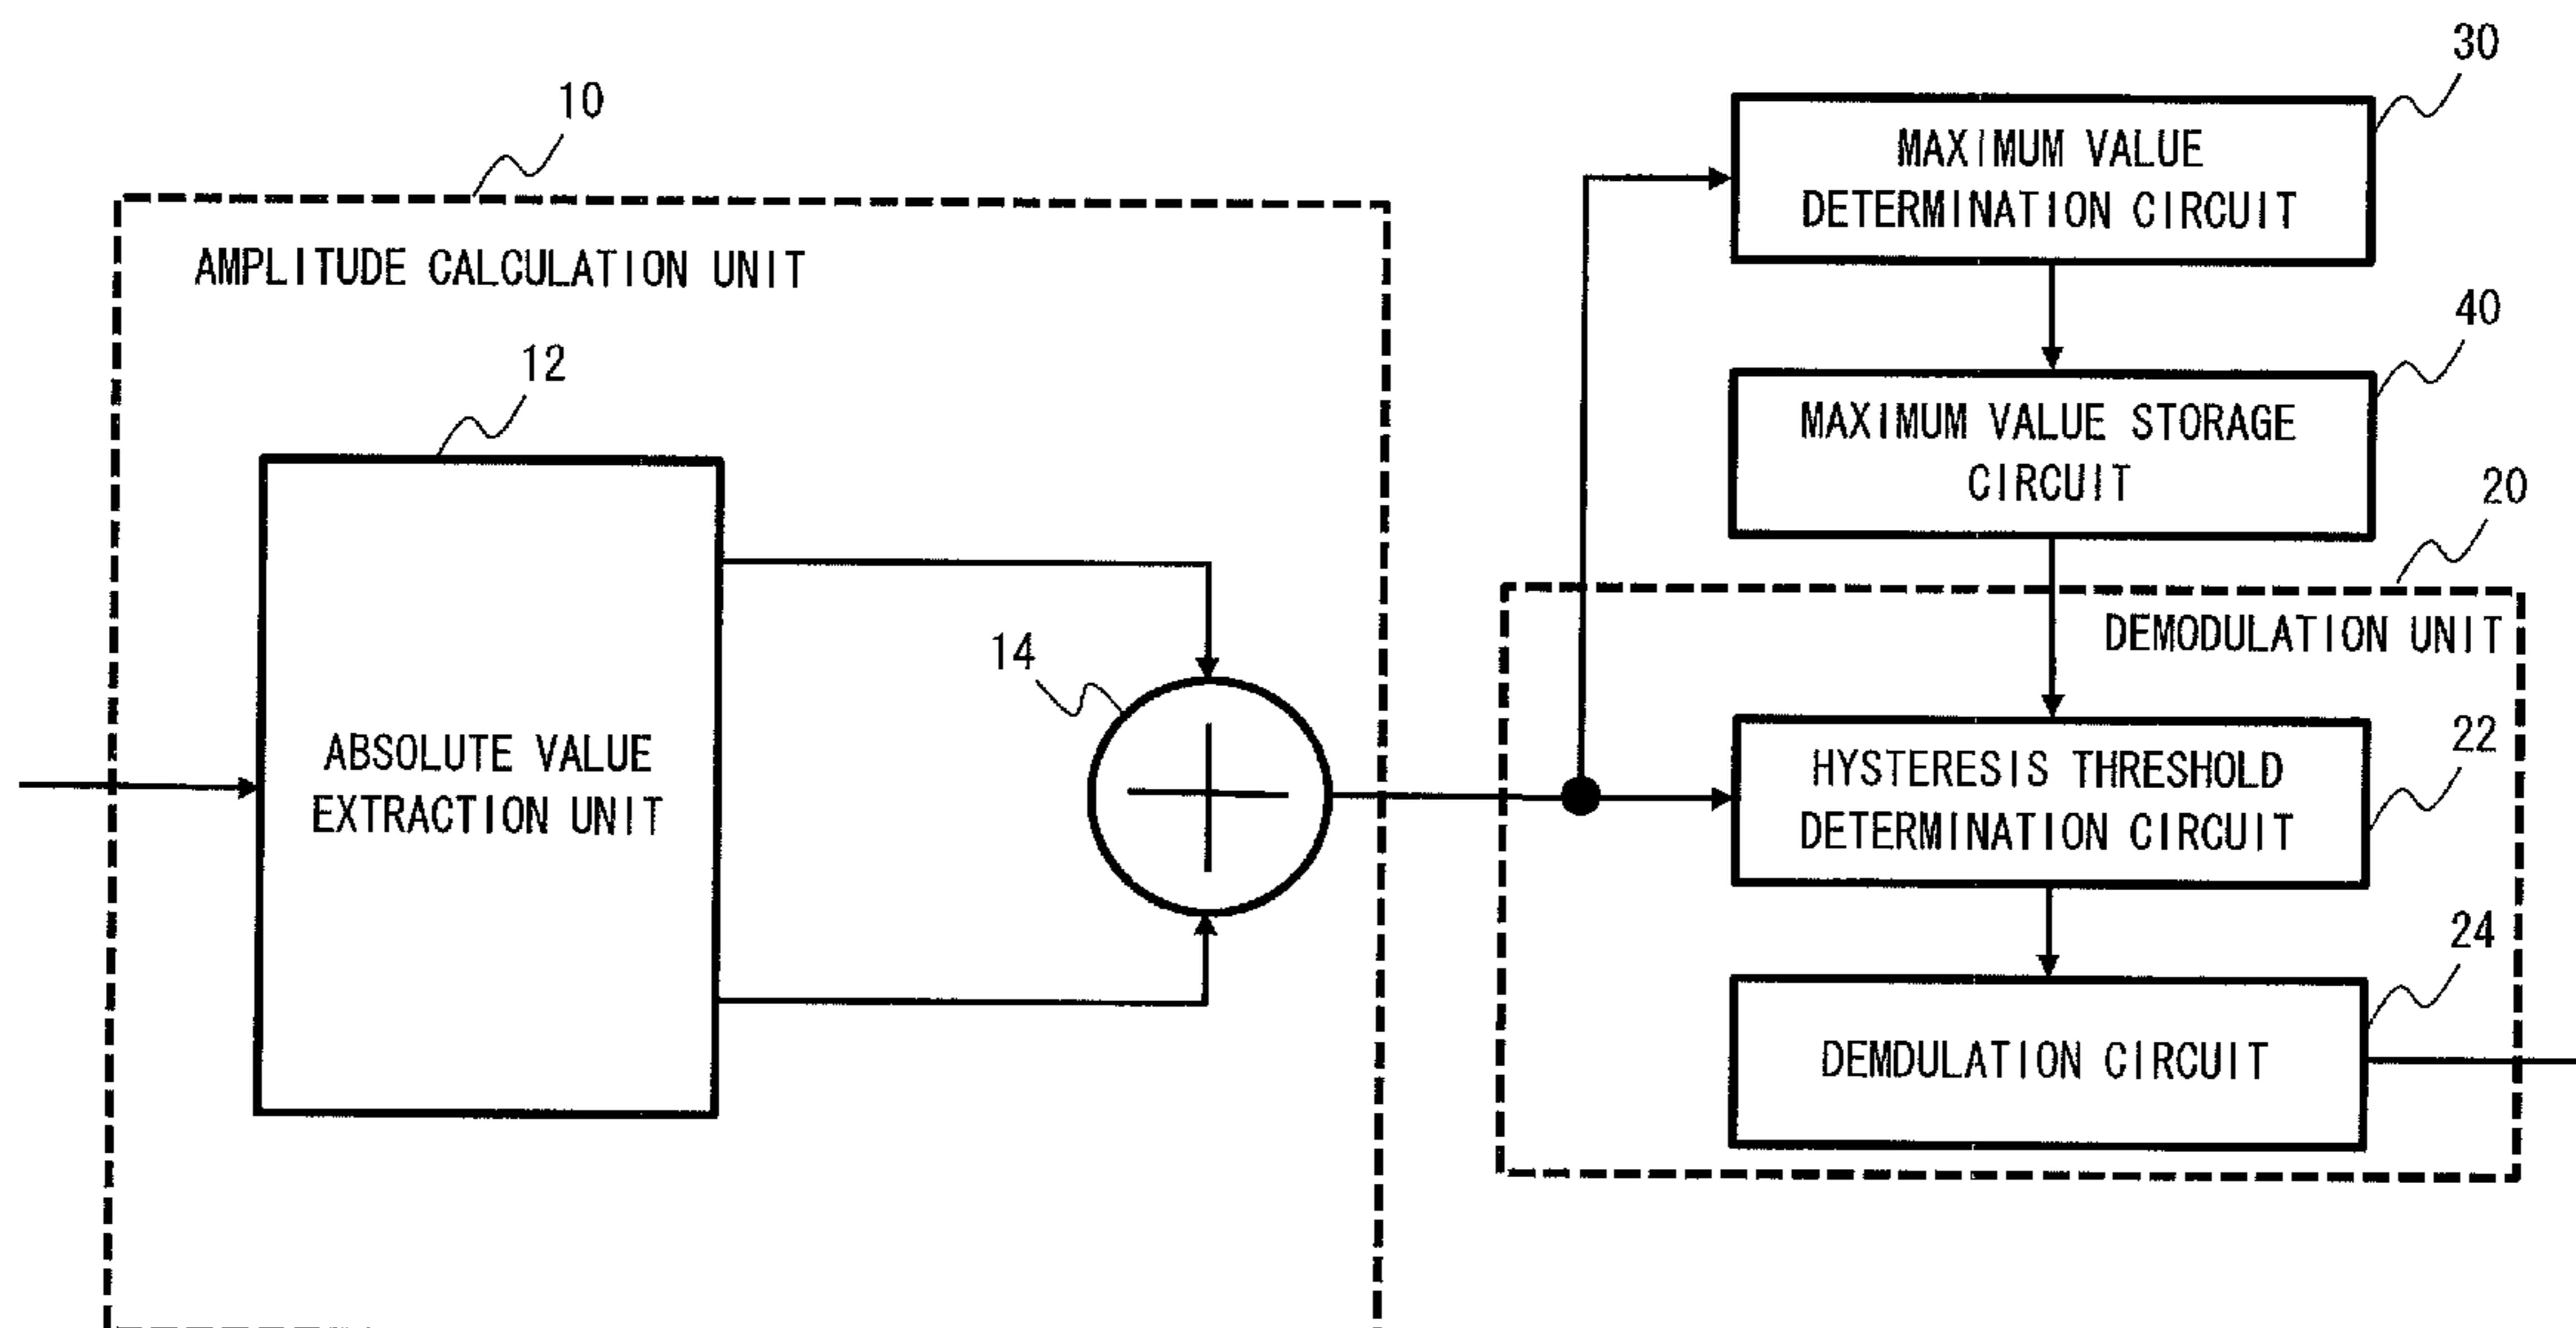 10
AMPLITUDE CALCULATION UNIT
12
ABSOLUTE VALUE
EXTRACTION UNIT
14
30
MAXIMUM VALUE
DETERMINATION CIRCUIT
40
MAXIMUM VALUE STORAGE
CIRCUIT
20
DEMODULATION UNIT
22
HYSTERESIS THRESHOLD
DETERMINATION CIRCUIT
24
DEMDULATION CIRCUIT